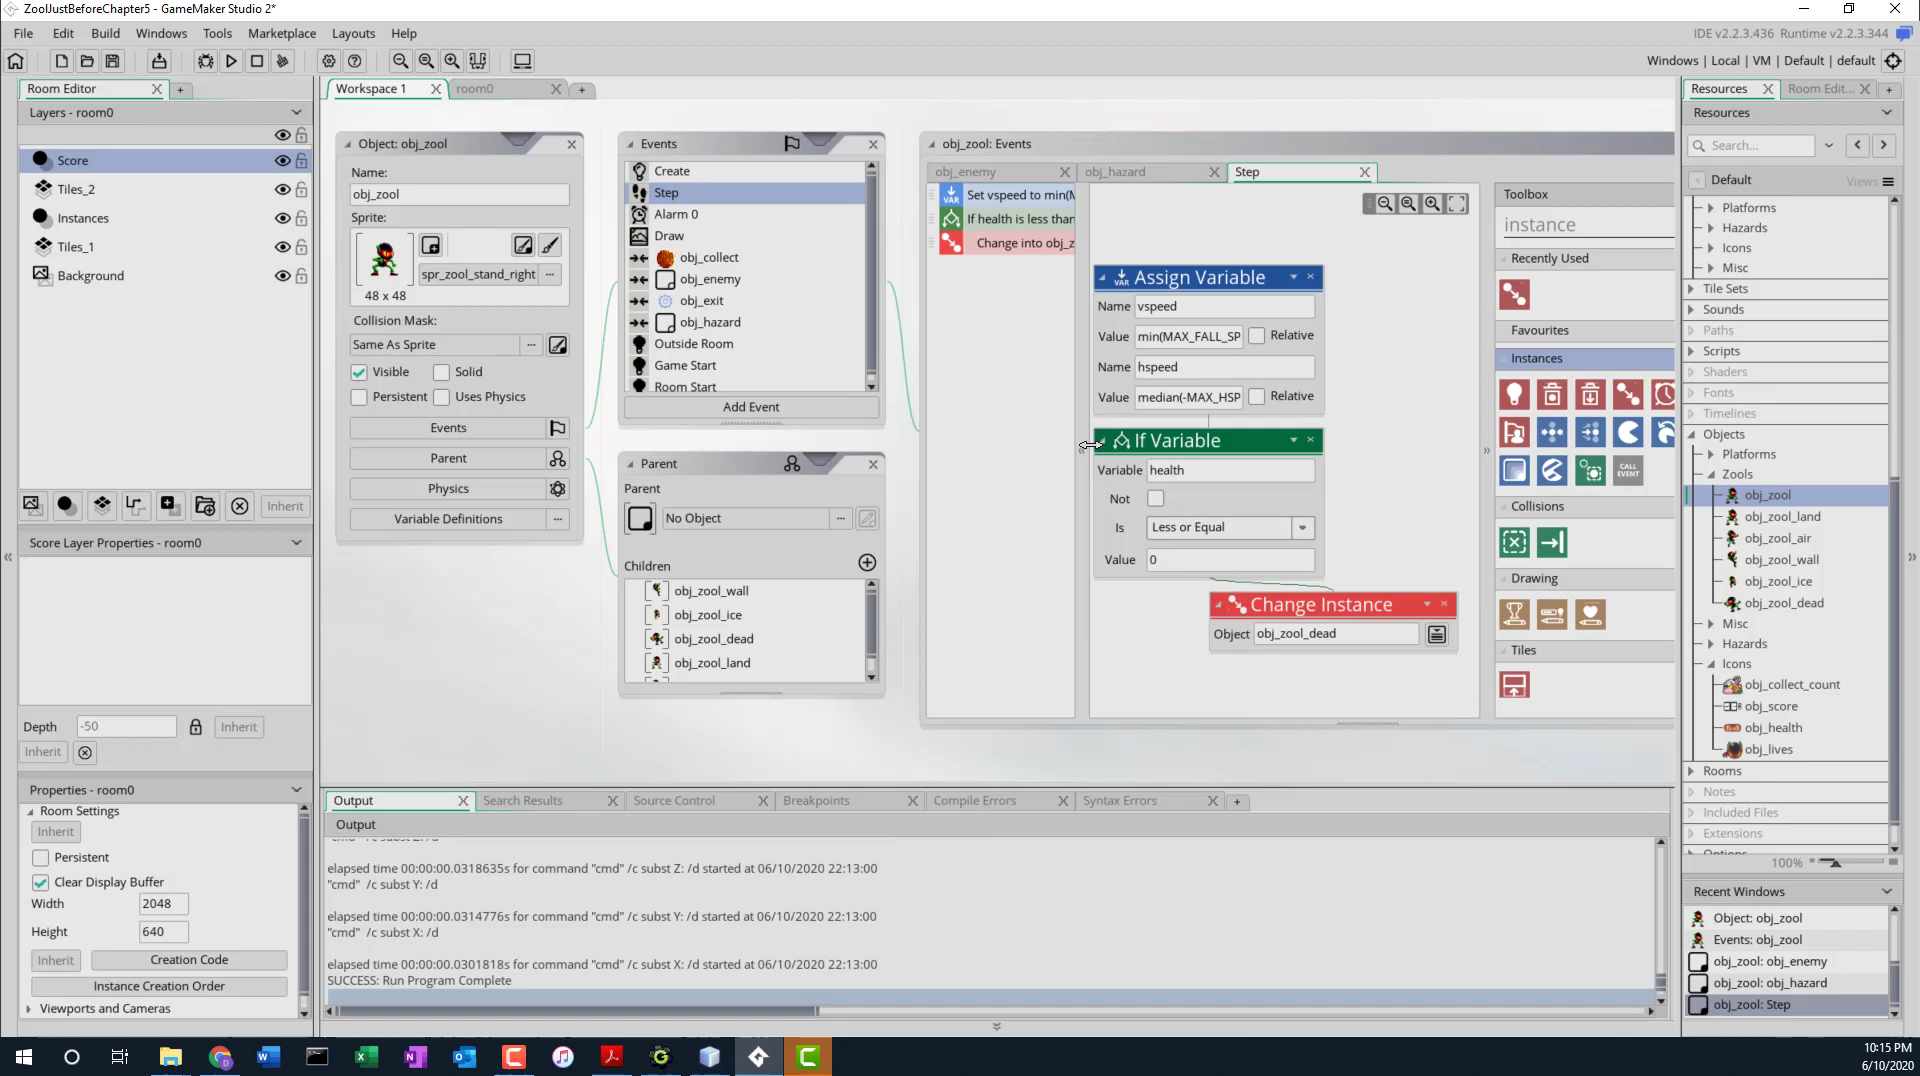 ZoolJustBeforeChapter5 - GameMaker Studio 2*
File Edit Build Windows Tools Marketplace Layouts Help
IDE v2.2.3.436 Runtime v2.2.3.344
Windows | Local | VM | Default | default
Room Editor
Layers - room0
Score
Tiles_2
Instances
Tiles_1
Background
Inherit
Score Layer Properties - room0
Depth -50 Inherit
Inherit
Properties - room0
Room Settings
Inherit
Persistent
Clear Display Buffer
Width 2048
Height 640
Inherit Creation Code
Instance Creation Order
Viewports and Cameras
Workspace 1 room0
Object: obj_zool
Name:
obj_zool
Sprite:
spr_zool_stand_right
48 x 48
Collision Mask:
Same As Sprite
Visible Solid
Persistent Uses Physics
Events
Parent
Physics
Variable Definitions
Events
Create
Step
Alarm 0
Draw
obj_collect
obj_enemy
obj_exit
obj_hazard
Outside Room
Game Start
Room Start
Add Event
Parent
Parent
No Object
Children
obj_zool_wall
obj_zool_ice
obj_zool_dead
obj_zool_land
obj_zool: Events
obj_enemy obj_hazard Step
Set vspeed to min(M
If health is less than
Change into obj_z
Assign Variable
VAR
Name vspeed
Value min(MAX_FALL_SP Relative
Name hspeed
Value median(-MAX_HSP Relative
If Variable
Variable health
Not
Is Less or Equal
Value 0
Change Instance
Object obj_zool_dead
Toolbox
instance
Recently Used
Favourites
Instances
CALL
EVENT
Collisions
Drawing
Tiles
Output Search Results Source Control Breakpoints Compile Errors Syntax Errors
Output
elapsed time 00:00:00.0318635s for command "cmd" /c subst Z: /d started at 06/10/2020 22:13:00
"cmd" /c subst Y: /d
elapsed time 00:00:00.0314776s for command "cmd" /c subst Y: /d started at 06/10/2020 22:13:00
"cmd" /c subst X: /d
elapsed time 00:00:00.0301818s for command "cmd" /c subst X: /d started at 06/10/2020 22:13:00
SUCCESS: Run Program Complete
Resources Room Edit...
Resources
Search...
Default Views
Platforms
Hazards
Icons
Misc
Tile Sets
Sounds
Paths
Scripts
Shaders
Fonts
Timelines
Objects
Platforms
Zools
obj_zool
obj_zool_land
obj_zool_air
obj_zool_wall
obj_zool_ice
obj_zool_dead
Misc
Hazards
Icons
obj_collect_count
obj_score
obj_health
obj_lives
Rooms
Notes
Included Files
Extensions
Options
100%
Recent Windows
Object: obj_zool
Events: obj_zool
obj_zool: obj_enemy
obj_zool: obj_hazard
obj_zool: Step
10:15 PM
6/10/2020